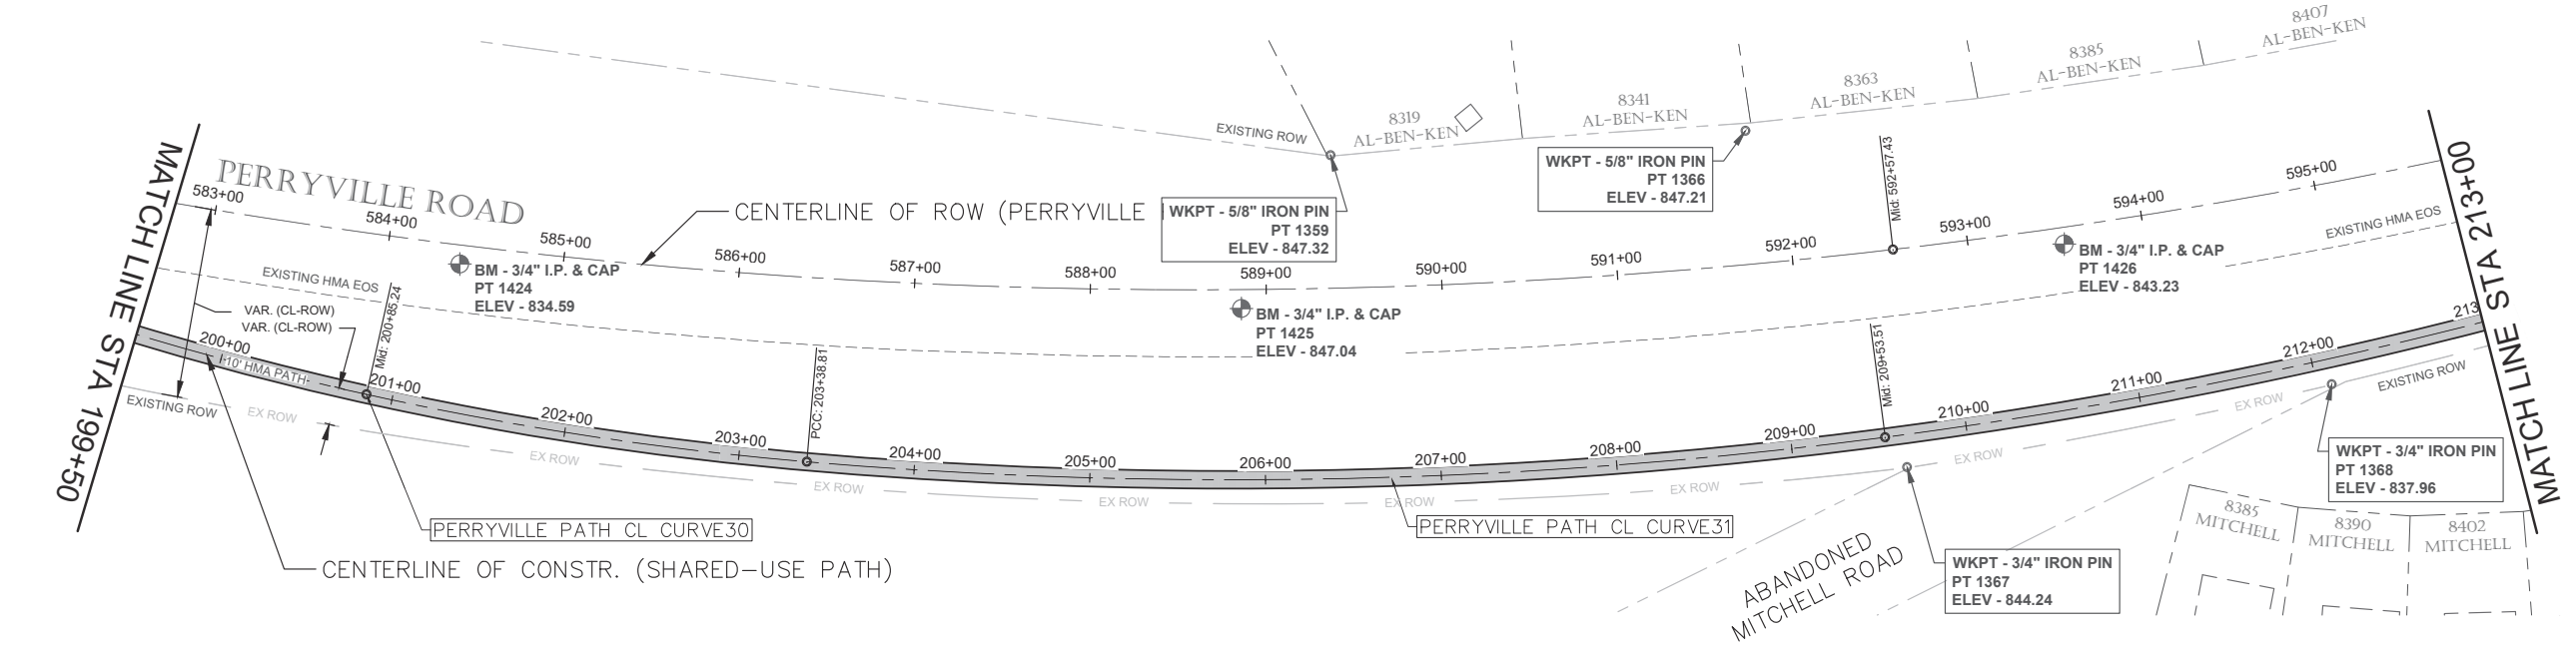 8407
AL-BEN-KEN
8385
AL-BEN-KEN
8363
AL-BEN-KEN
8341
AL-BEN-KEN
8319
AL-BEN-KEN
EXISTING ROW
MATCH LINE STA 199+50
PERRYVILLE ROAD
583+00
584+00
585+00
586+00
587+00
588+00
589+00
590+00
591+00
592+00
593+00
594+00
595+00
CENTERLINE OF ROW (PERRYVILLE
WKPT - 5/8" IRON PIN
PT 1359
ELEV - 847.32
WKPT - 5/8" IRON PIN
PT 1366
ELEV - 847.21
Mid: 592+57.43
BM - 3/4" I.P. & CAP
PT 1424
ELEV - 834.59
BM - 3/4" I.P. & CAP
PT 1425
ELEV - 847.04
BM - 3/4" I.P. & CAP
PT 1426
ELEV - 843.23
EXISTING HMA EOS
EXISTING HMA EOS
MATCH LINE STA 213+00
VAR. (CL-ROW)
VAR. (CL-ROW)
Mid: 200+85.24
PCC: 203+38.81
Mid: 209+53.51
200+00
10' HMA PATH
201+00
202+00
203+00
204+00
205+00
206+00
207+00
208+00
209+00
210+00
211+00
212+00
213
EXISTING ROW
EX ROW
EX ROW
EX ROW
EX ROW
EX ROW
EX ROW
EX ROW
EX ROW
EXISTING ROW
PERRYVILLE PATH CL CURVE30
PERRYVILLE PATH CL CURVE31
CENTERLINE OF CONSTR. (SHARED-USE PATH)
WKPT - 3/4" IRON PIN
PT 1368
ELEV - 837.96
WKPT - 3/4" IRON PIN
PT 1367
ELEV - 844.24
ABANDONED
MITCHELL ROAD
8385
MITCHELL
8390
MITCHELL
8402
MITCHELL